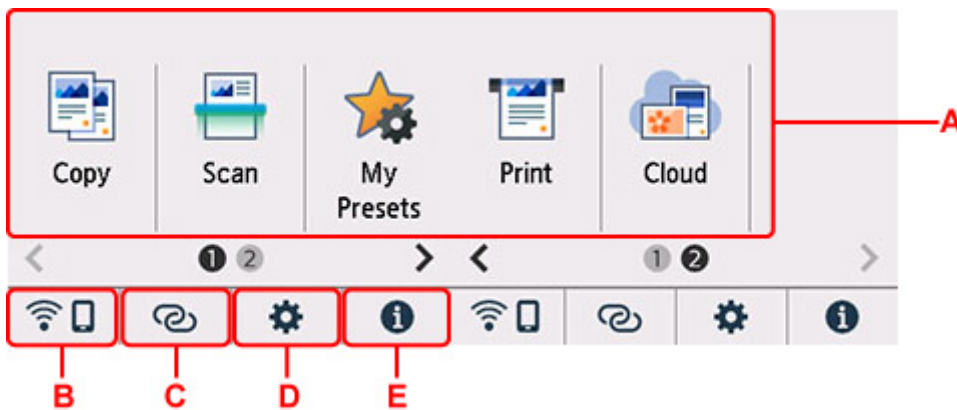 A
Copy
Scan
My
Presets
Print
Cloud
1 2
1 2
B
C
D
E